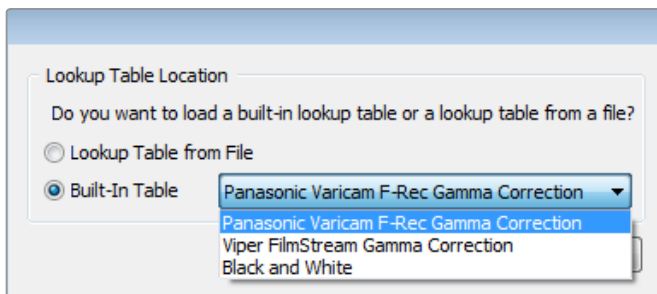 Lookup Table Location
Do you want to load a built-in lookup table or a lookup table from a file?
Lookup Table from File
Built-In Table Panasonic Varicam F-Rec Gamma Correction
Panasonic Varicam F-Rec Gamma Correction
Viper FilmStream Gamma Correction
Black and White